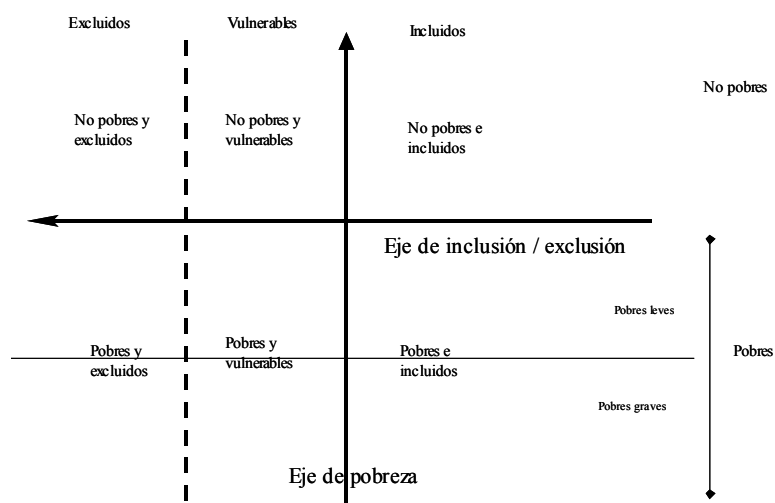 Excluidos
Vulnerables
Incluidos
No pobres
No pobres y
excluidos
No pobres y
vulnerables
No pobres e
incluidos
Eje de inclusión / exclusión
Pobres leves
Pobres y
excluidos
Pobres y
vulnerables
Pobres e
incluidos
Pobres
Pobres graves
Eje de pobreza